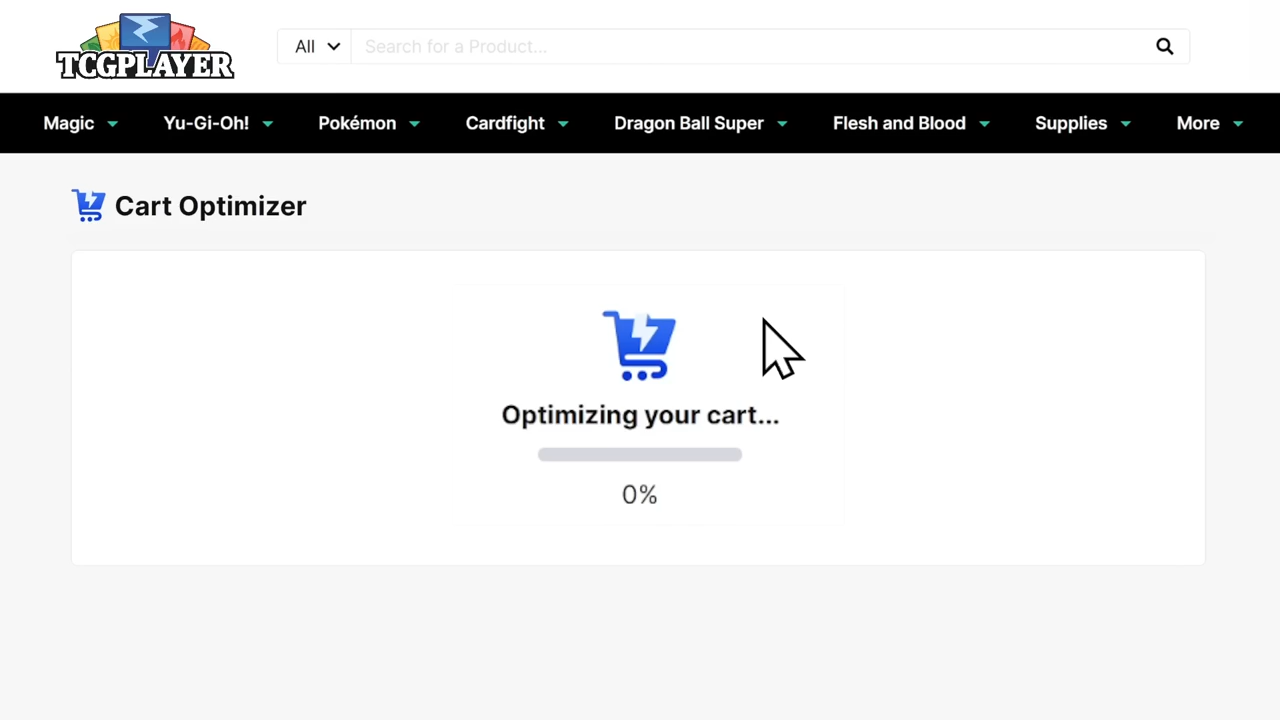 TCGPLAYER
All
Search for a Product...
Magic
Yu-Gi-Oh!
Pokémon
Cardfight
Dragon Ball Super
Flesh and Blood
Supplies
More
Cart Optimizer
Optimizing your cart...
0%